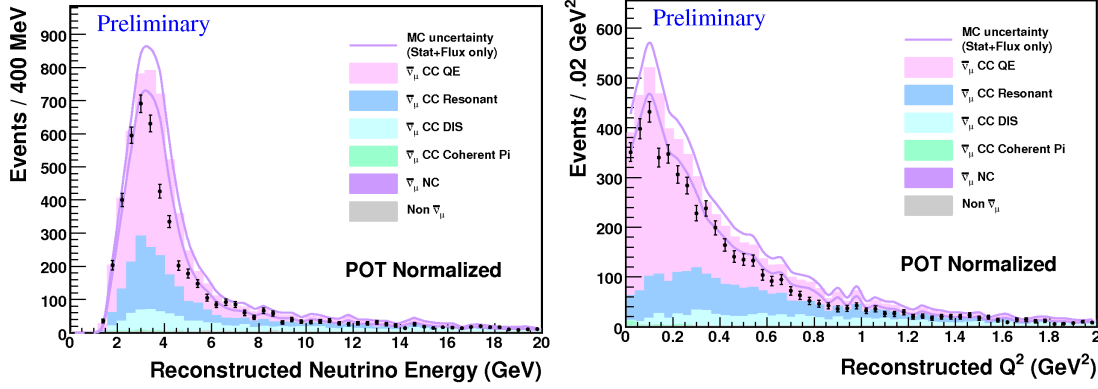 Preliminary
Events / 400 MeV
900
800
700
600
500
400
300
200
100
0
MC uncertainty
(Stat+Flux only)
ν̅μ CC QE
ν̅μ CC Resonant
ν̅μ CC DIS
ν̅μ CC Coherent Pi
ν̅μ NC
Non ν̅μ
POT Normalized
0 2 4 6 8 10 12 14 16 18 20
Reconstructed Neutrino Energy (GeV)
Preliminary
Events / .02 GeV²
600
500
400
300
200
100
0
MC uncertainty
(Stat+Flux only)
ν̅μ CC QE
ν̅μ CC Resonant
ν̅μ CC DIS
ν̅μ CC Coherent Pi
ν̅μ NC
Non ν̅μ
POT Normalized
0 0.2 0.4 0.6 0.8 1 1.2 1.4 1.6 1.8 2
Reconstructed Q² (GeV²)